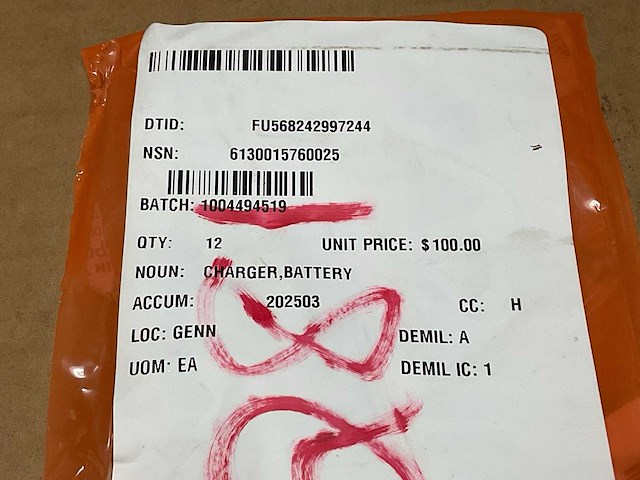 DTID: FU568242997244
NSN: 6130015760025
BATCH: 1004494519
QTY: 12 UNIT PRICE: $100.00
NOUN: CHARGER,BATTERY
ACCUM: 202503 CC: H
LOC: GENN DEMIL: A
UOM: EA DEMIL IC: 1